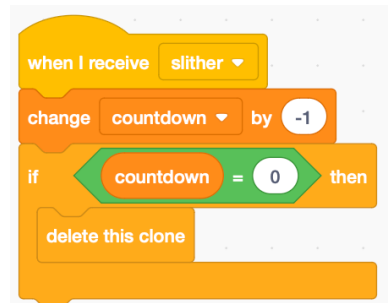 when I receive slither
change countdown by -1
if countdown = 0 then
delete this clone